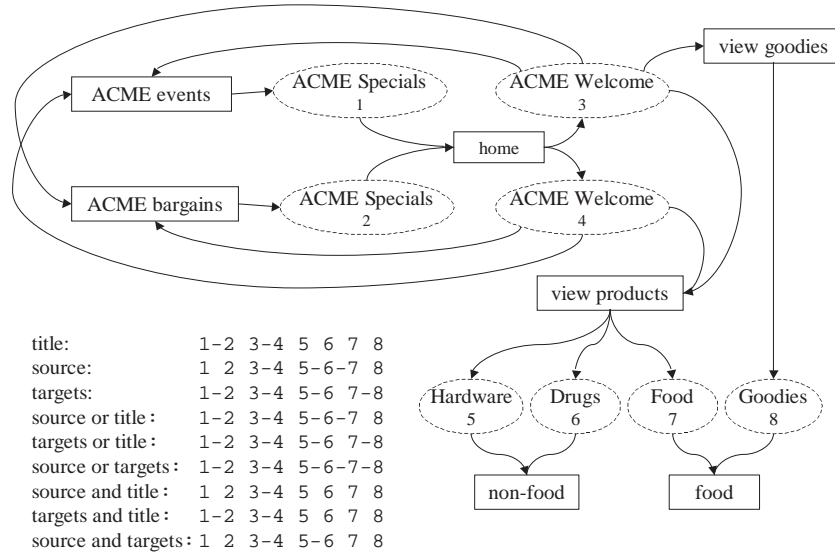 view goodies
ACME Specials
1
ACME Welcome
3
ACME events
home
ACME Specials
2
ACME Welcome
4
ACME bargains
view products
title: 1-2 3-4 5 6 7 8
source: 1 2 3-4 5-6-7 8
targets: 1-2 3-4 5-6 7-8
source or title: 1-2 3-4 5-6-7 8
targets or title: 1-2 3-4 5-6 7-8
source or targets: 1-2 3-4 5-6-7-8
source and title: 1 2 3-4 5 6 7 8
targets and title: 1-2 3-4 5 6 7 8
source and targets: 1 2 3-4 5-6 7 8
Hardware
5
Drugs
6
Food
7
Goodies
8
non-food
food